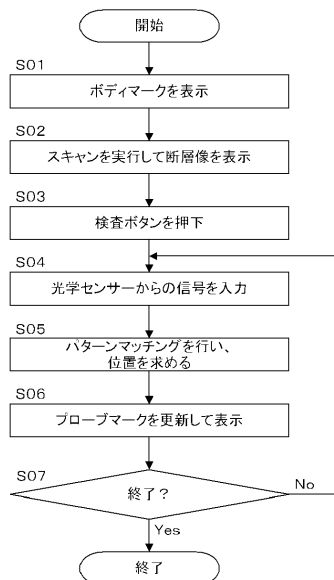 開始
S01
ボディマークを表示
S02
スキャンを実行して断層像を表示
S03
検査ボタンを押下
S04
光学センサーからの信号を入力
S05
パターンマッチングを行い、
位置を求める
S06
プローブマークを更新して表示
S07
終了？
No
Yes
終了